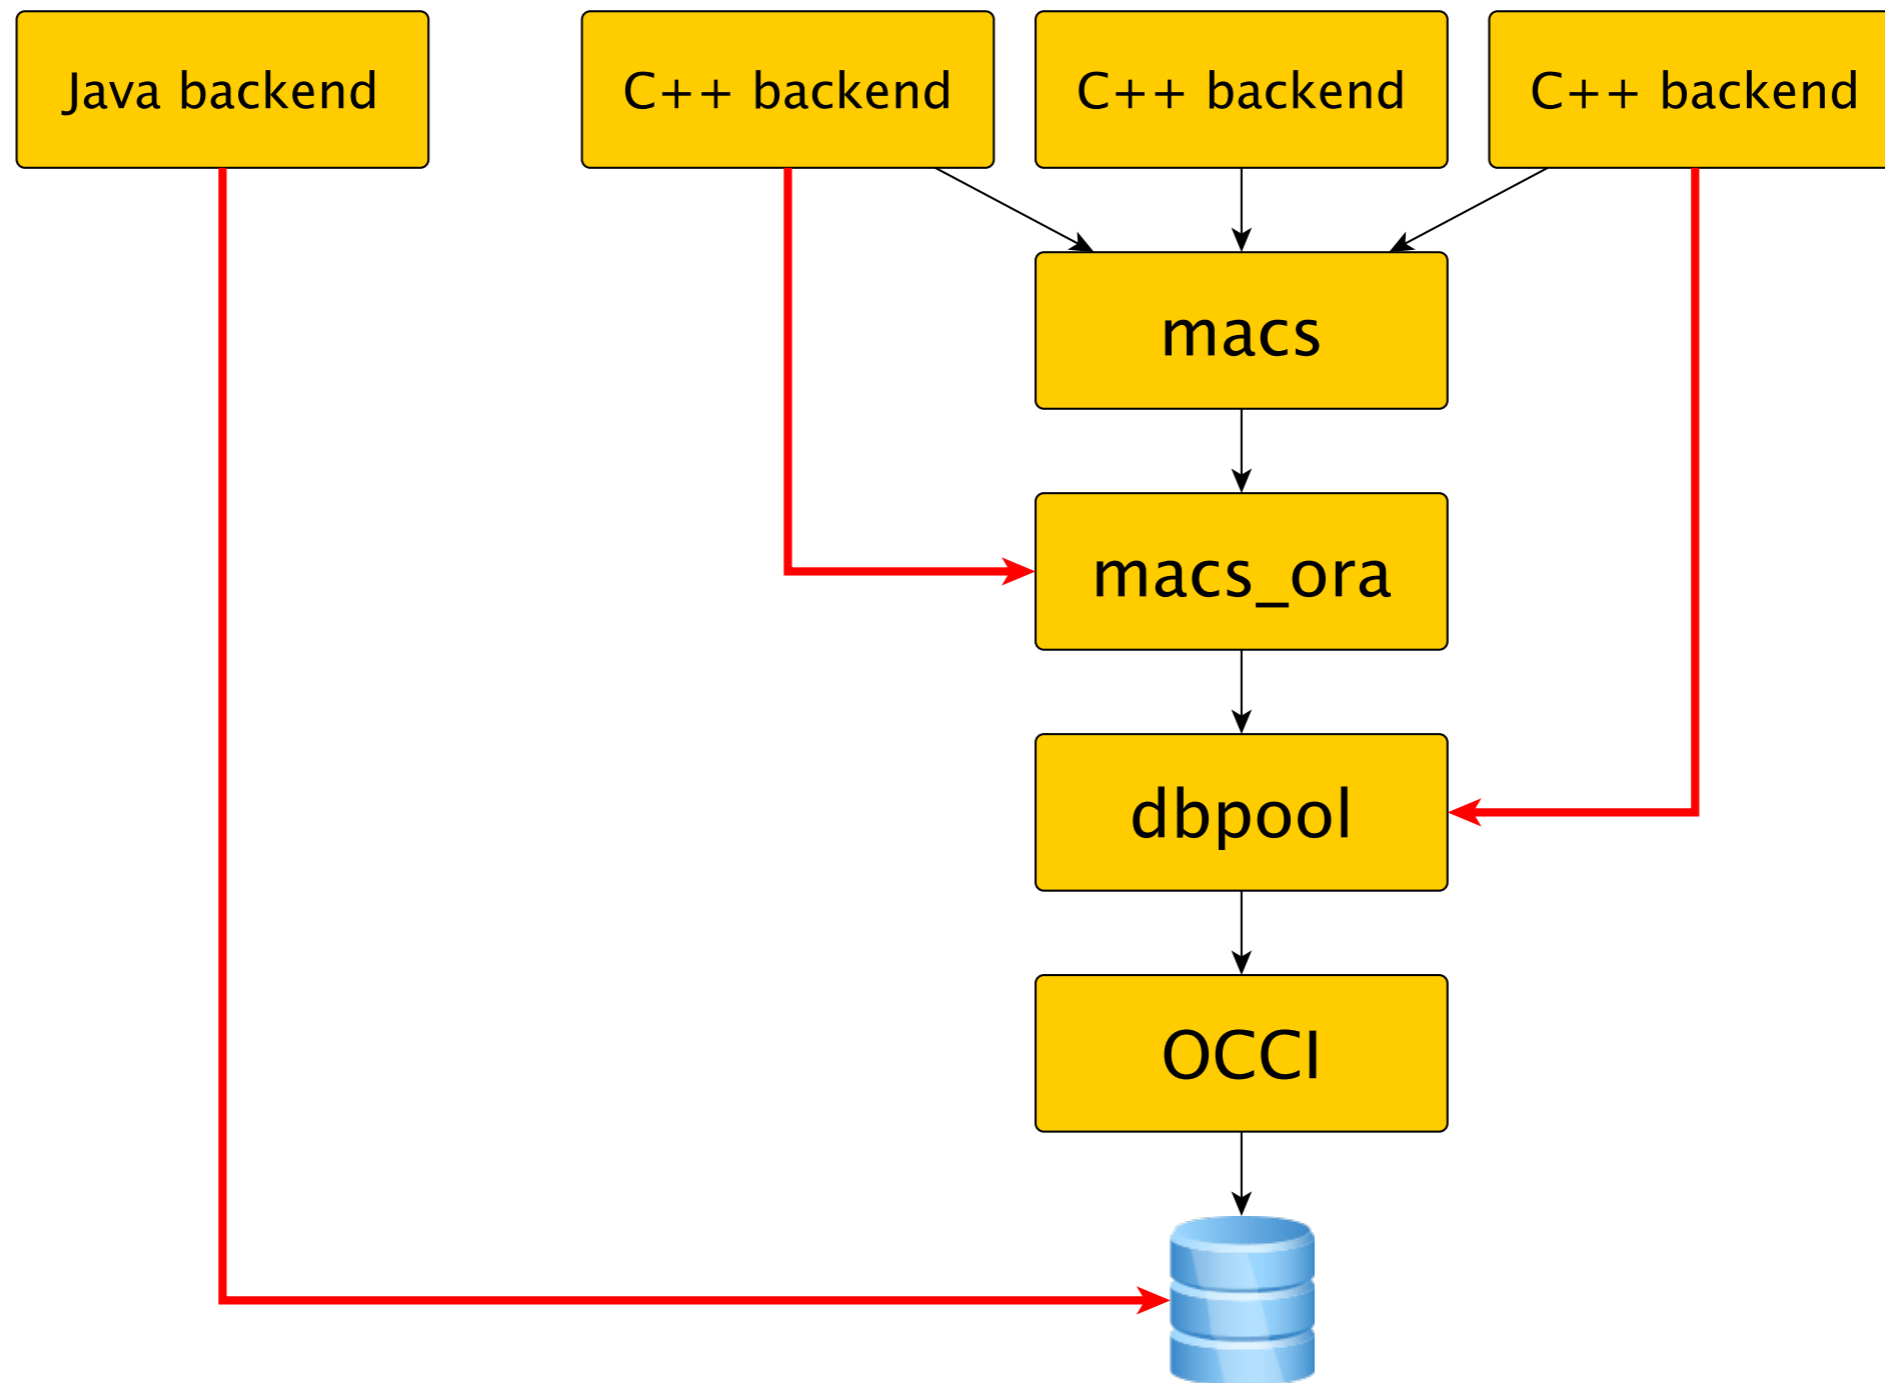 Java backend
C++ backend
C++ backend
C++ backend
macs
macs_ora
dbpool
OCCI